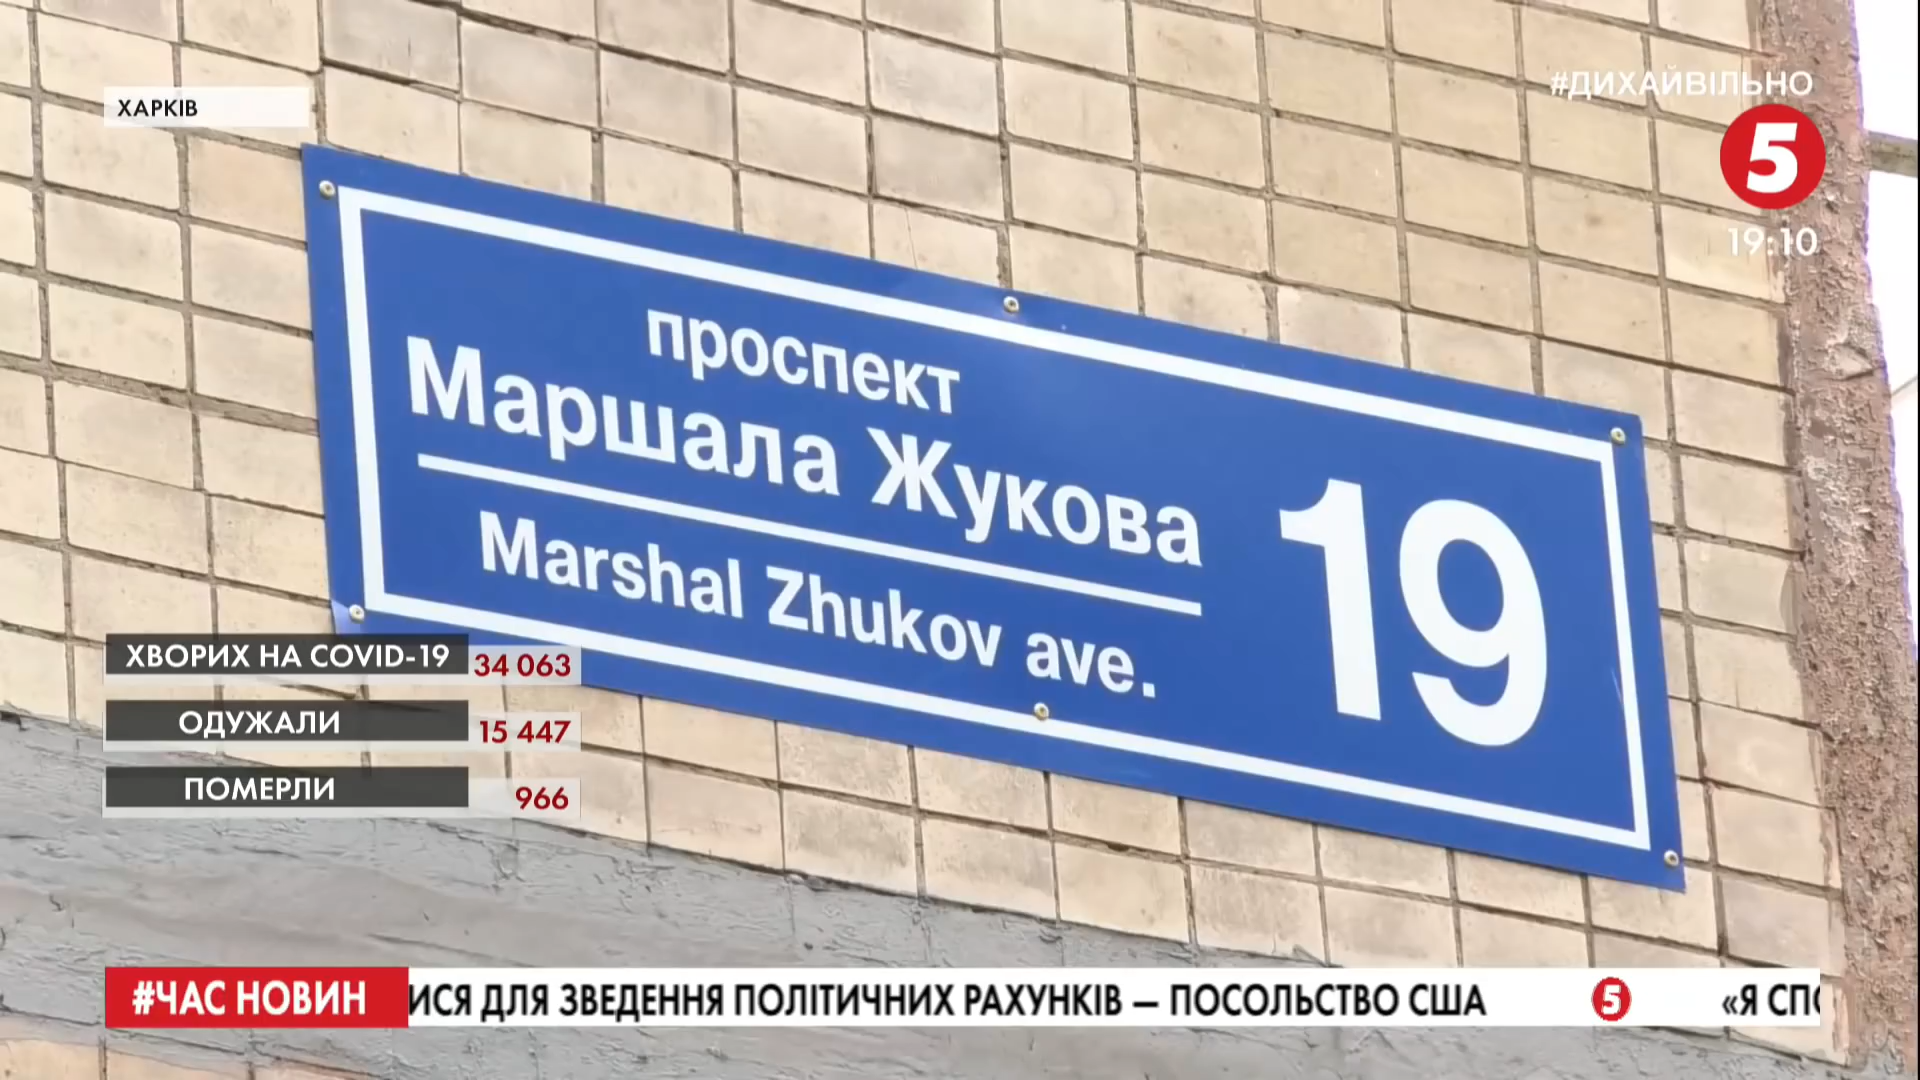 #ДИХАЙВІЛЬНО
ХАРКІВ
5
19:10
проспект
Маршала Жукова
Marshal Zhukov ave.
19
ХВОРИХ НА COVID-19 34 063
ОДУЖАЛИ 15 447
ПОМЕРЛИ 966
#ЧАС НОВИН
ИСЯ ДЛЯ ЗВЕДЕННЯ ПОЛІТИЧНИХ РАХУНКІВ — ПОСОЛЬСТВО США 5 «Я СПО